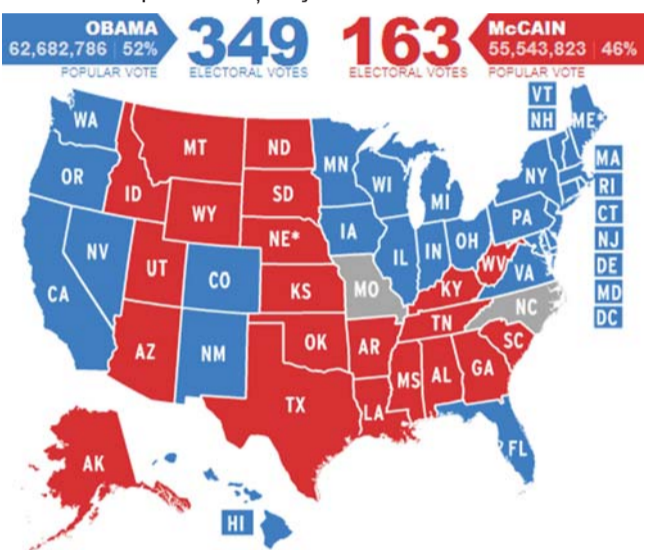 OBAMA
62,682,786 | 52%
POPULAR VOTE
349
ELECTORAL VOTES
163
ELECTORAL VOTES
McCAIN
55,543,823 | 46%
POPULAR VOTE
VT
NH
ME*
WA
MT
ND
MN
OR
ID
WY
SD
WI
MI
NY
MA
RI
CT
NJ
DE
MD
DC
NE*
IA
PA
NV
UT
CO
IL
IN
OH
WV
VA
CA
KS
MO
KY
NC
AZ
NM
OK
AR
TN
SC
TX
LA
MS
AL
GA
AK
FL
HI